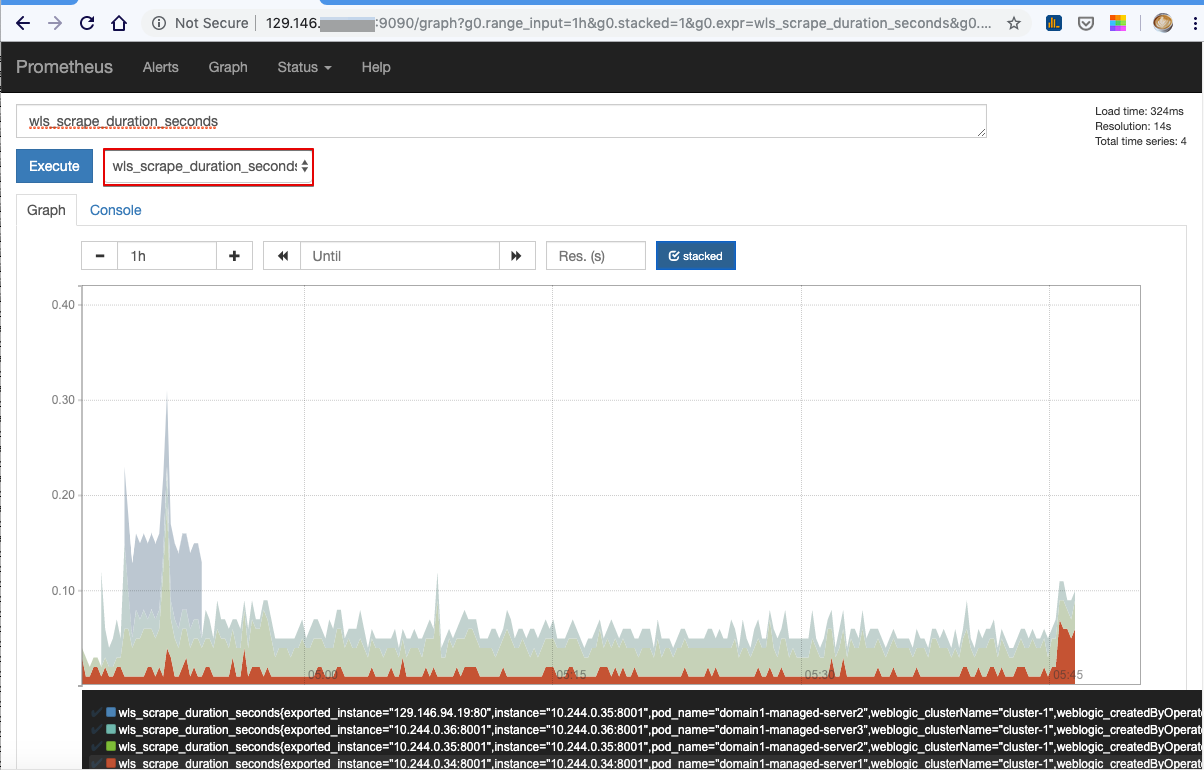 Not Secure 129.146. :9090/graph?g0.range_input=1h&g0.stacked=1&g0.expr=wls_scrape_duration_seconds&g0....
Prometheus Alerts Graph Status Help
wls_scrape_duration_seconds
Load time: 324ms
Resolution: 14s
Total time series: 4
Execute wls_scrape_duration_seconds
Graph Console
1h Until Res. (s) stacked
0.40
0.30
0.20
0.10
05:00 05:15 05:30 05:45
wls_scrape_duration_seconds{exported_instance="129.146.94.19:80",instance="10.244.0.35:8001",pod_name="domain1-managed-server2",weblogic_clusterName="cluster-1",weblogic_createdByOperat
wls_scrape_duration_seconds{exported_instance="10.244.0.36:8001",instance="10.244.0.36:8001",pod_name="domain1-managed-server3",weblogic_clusterName="cluster-1",weblogic_createdByOperat
wls_scrape_duration_seconds{exported_instance="10.244.0.35:8001",instance="10.244.0.35:8001",pod_name="domain1-managed-server2",weblogic_clusterName="cluster-1",weblogic_createdByOperat
wls_scrape_duration_seconds{exported_instance="10.244.0.34:8001",instance="10.244.0.34:8001",pod_name="domain1-managed-server1",weblogic_clusterName="cluster-1",weblogic_createdByOperat